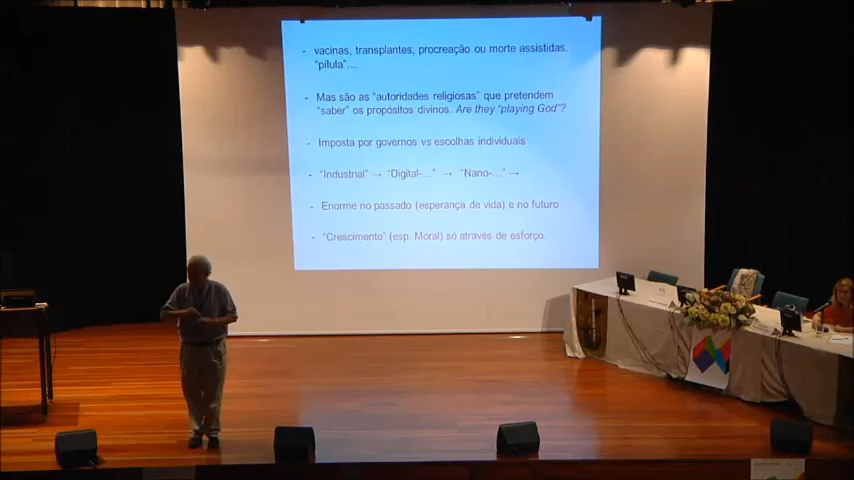 - vacinas, transplantes, procreação ou morte assistidas.
"pílula"...
- Mas são as "autoridades religiosas" que pretendem
"saber" os propósitos divinos. Are they "playing God"?
- Imposta por governos vs escolhas individuais
- "Industrial" → "Digital-..." → "Nano-..." →
- Enorme no passado (esperança de vida) e no futuro
- "Crescimento" (esp. Moral) só através de esforço.